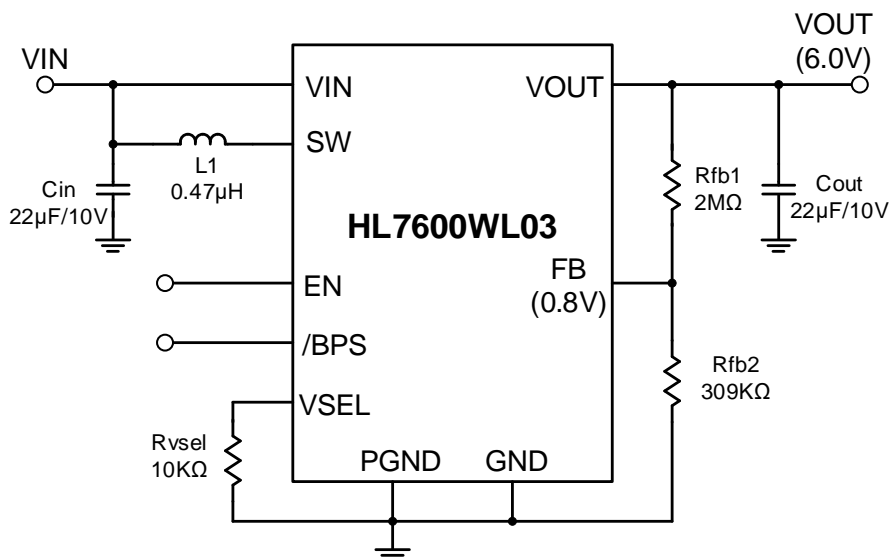 VIN
VOUT
(6.0V)
VIN
VOUT
SW
L1
0.47µH
Cin
22µF/10V
Rfb1
2MΩ
Cout
22µF/10V
HL7600WL03
FB
(0.8V)
EN
/BPS
VSEL
Rfb2
309KΩ
Rvsel
10KΩ
PGND
GND